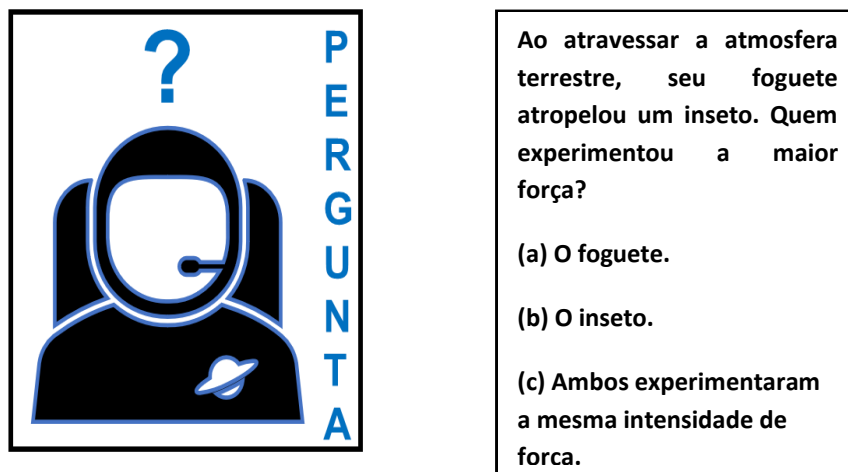 ?
PERGUNTA
Ao atravessar a atmosfera
terrestre, seu foguete
atropelou um inseto. Quem
experimentou a maior
força?
(a) O foguete.
(b) O inseto.
(c) Ambos experimentaram
a mesma intensidade de
força.